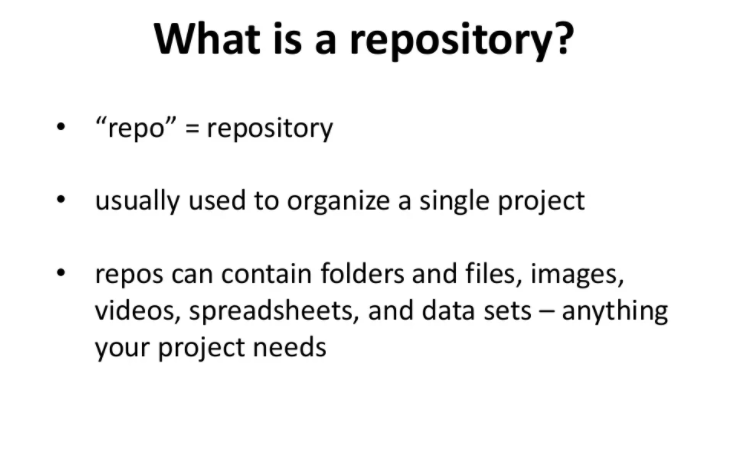 What is a repository?
• “repo” = repository
• usually used to organize a single project
• repos can contain folders and files, images,
videos, spreadsheets, and data sets – anything
your project needs